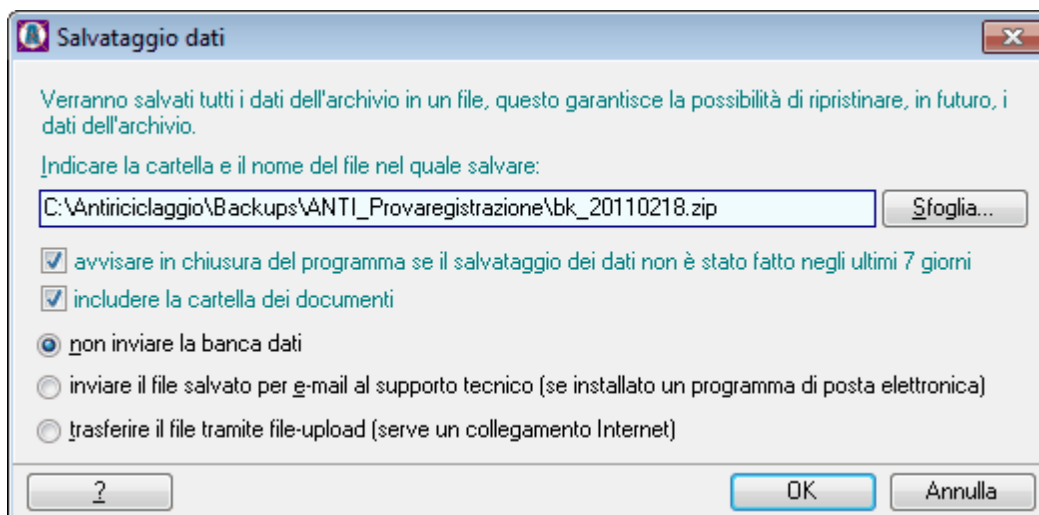 Salvataggio dati
Verranno salvati tutti i dati dell'archivio in un file, questo garantisce la possibilità di ripristinare, in futuro, i
dati dell'archivio.
Indicare la cartella e il nome del file nel quale salvare:
C:\Antiriciclaggio\Backups\ANTI_Provaregistrazione\bk_20110218.zip Sfoglia...
avvisare in chiusura del programma se il salvataggio dei dati non è stato fatto negli ultimi 7 giorni
includere la cartella dei documenti
non inviare la banca dati
inviare il file salvato per e-mail al supporto tecnico (se installato un programma di posta elettronica)
trasferire il file tramite file-upload (serve un collegamento Internet)
? OK Annulla